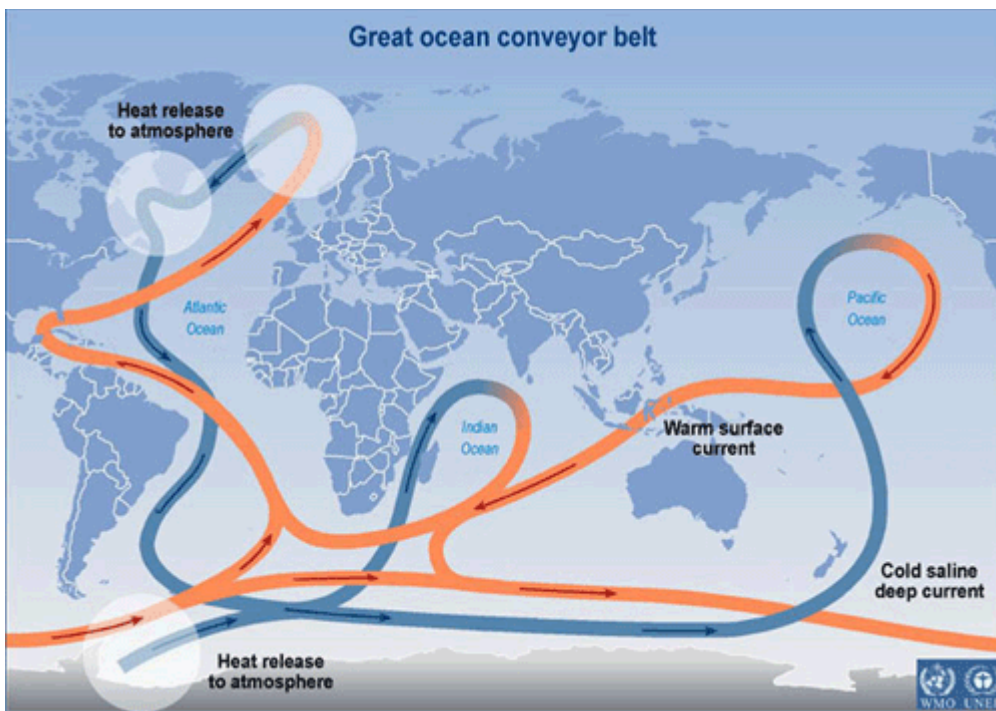 Great ocean conveyor belt
Heat release
to atmosphere
Atlantic
Ocean
Pacific
Ocean
Indian
Ocean
Warm surface
current
Cold saline
deep current
Heat release
to atmosphere
WMO UNEP